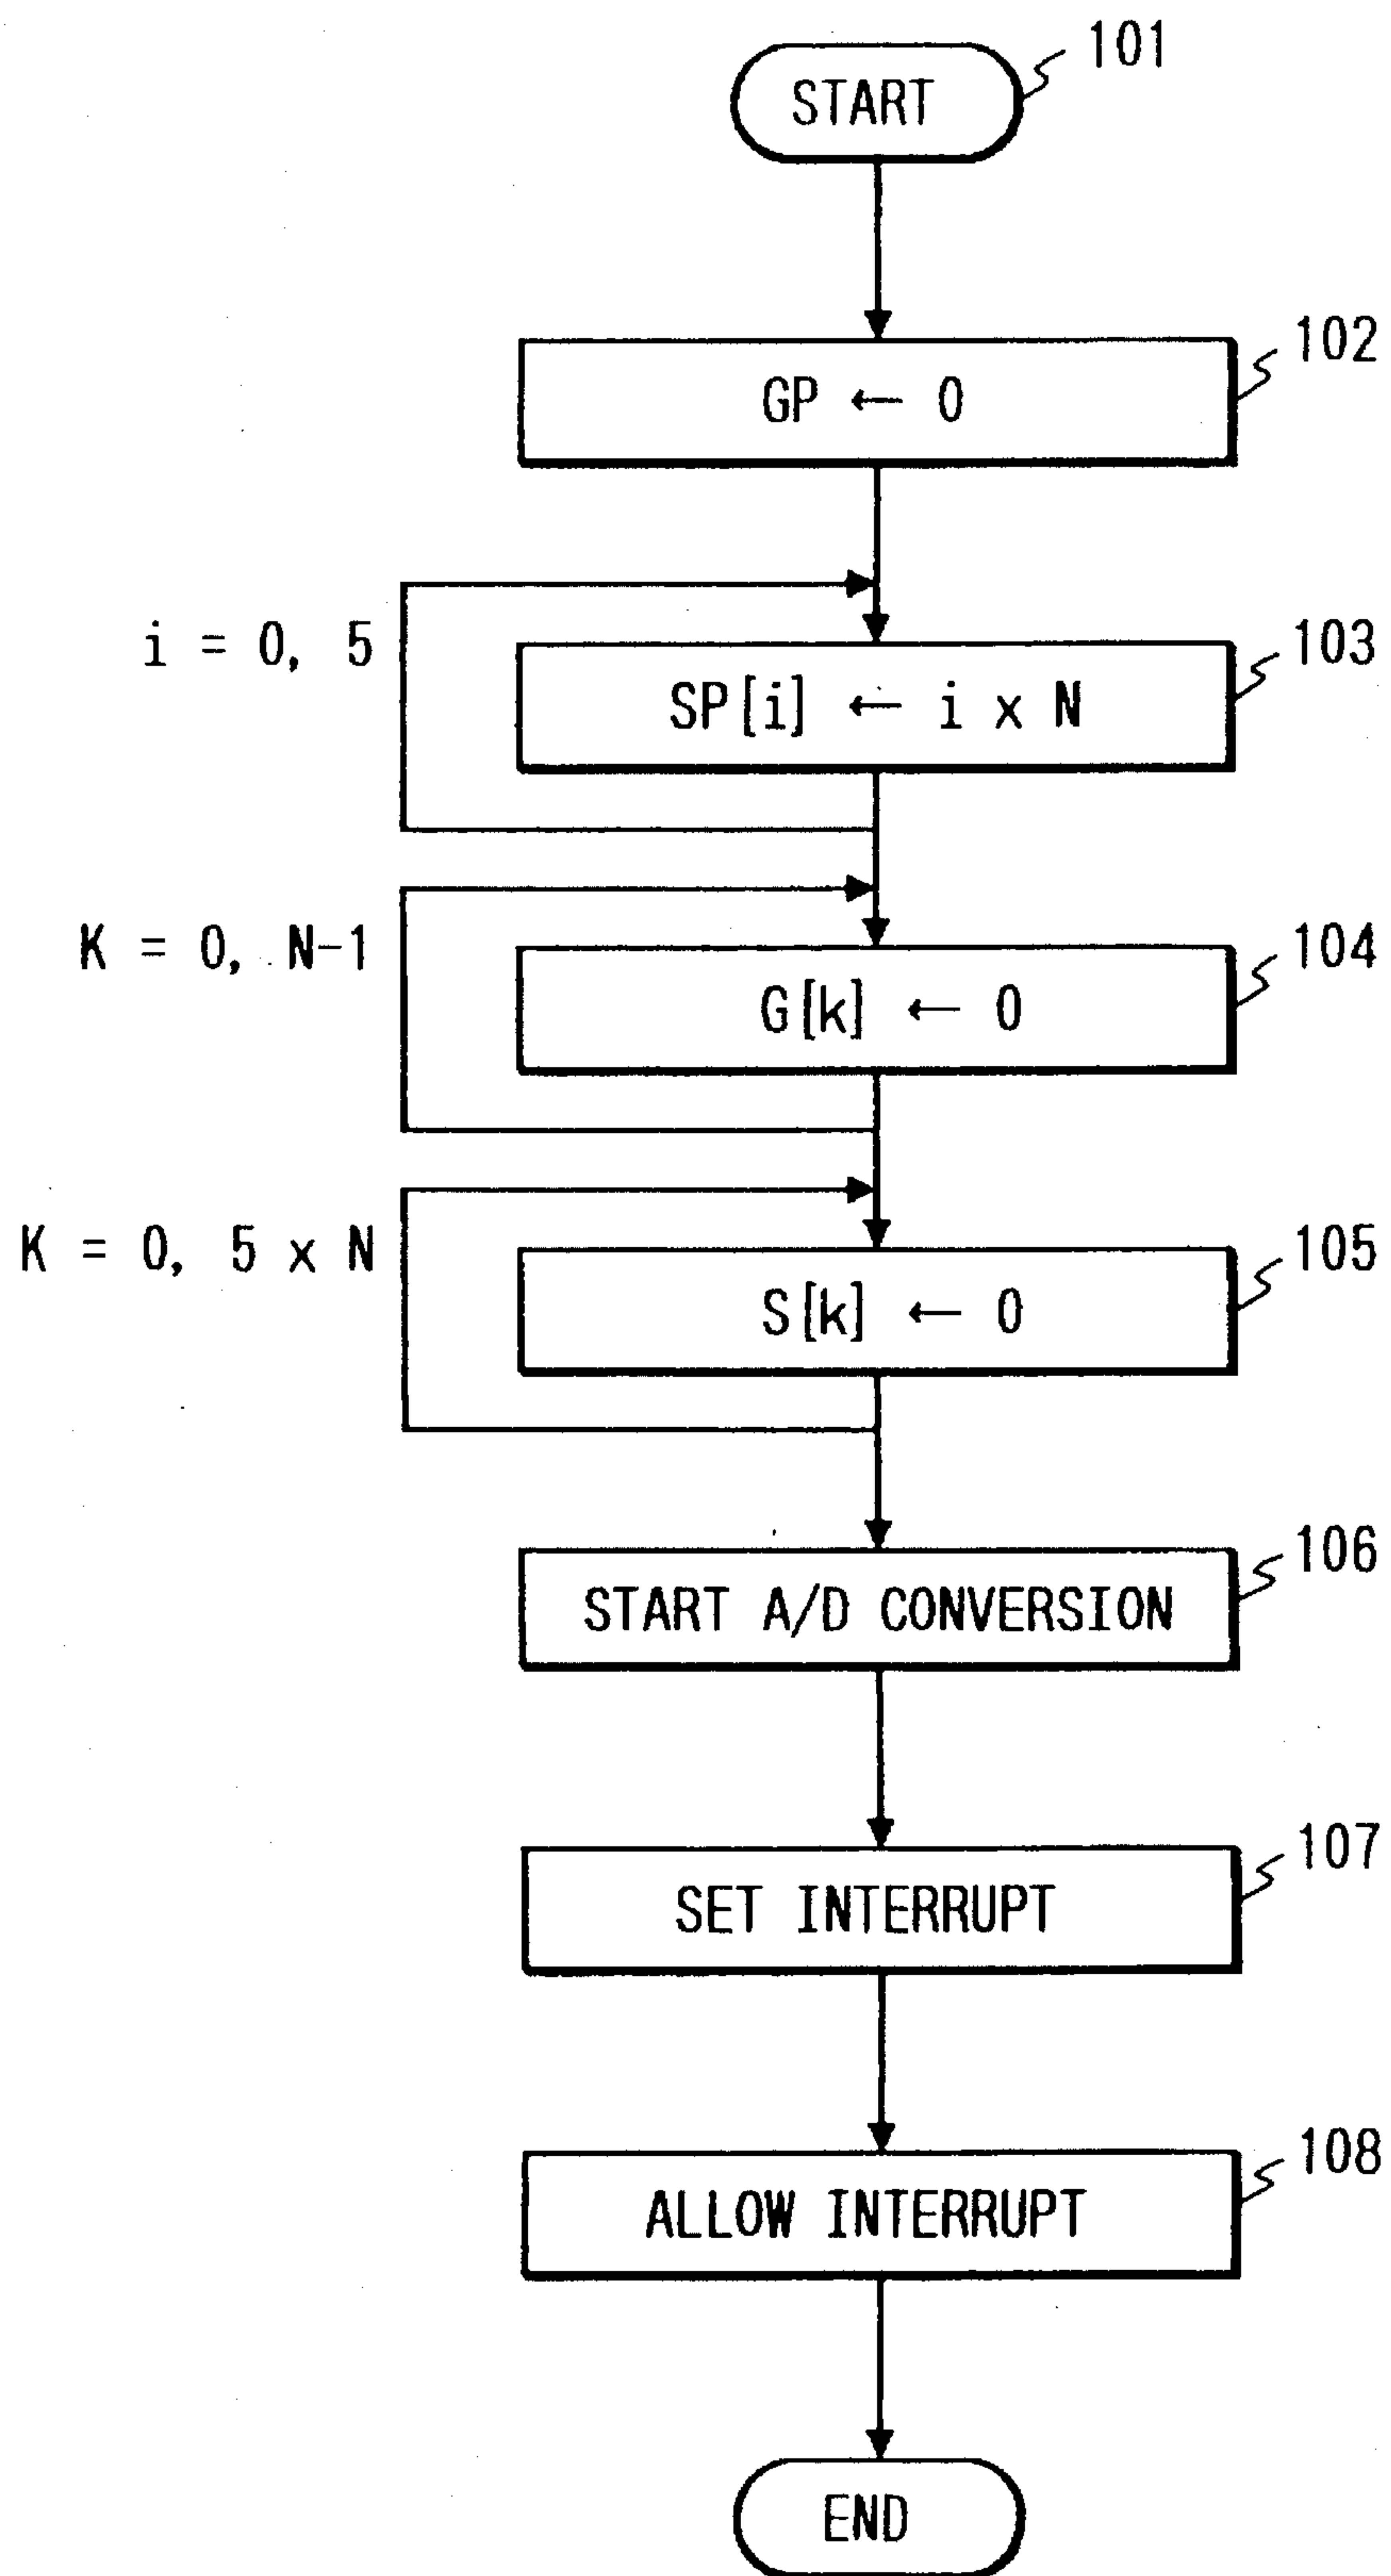 START
101
102
GP ← 0
i = 0, 5
103
SP[i] ← i x N
K = 0, N-1
104
G[k] ← 0
K = 0, 5 x N
105
S[k] ← 0
106
START A/D CONVERSION
107
SET INTERRUPT
108
ALLOW INTERRUPT
END